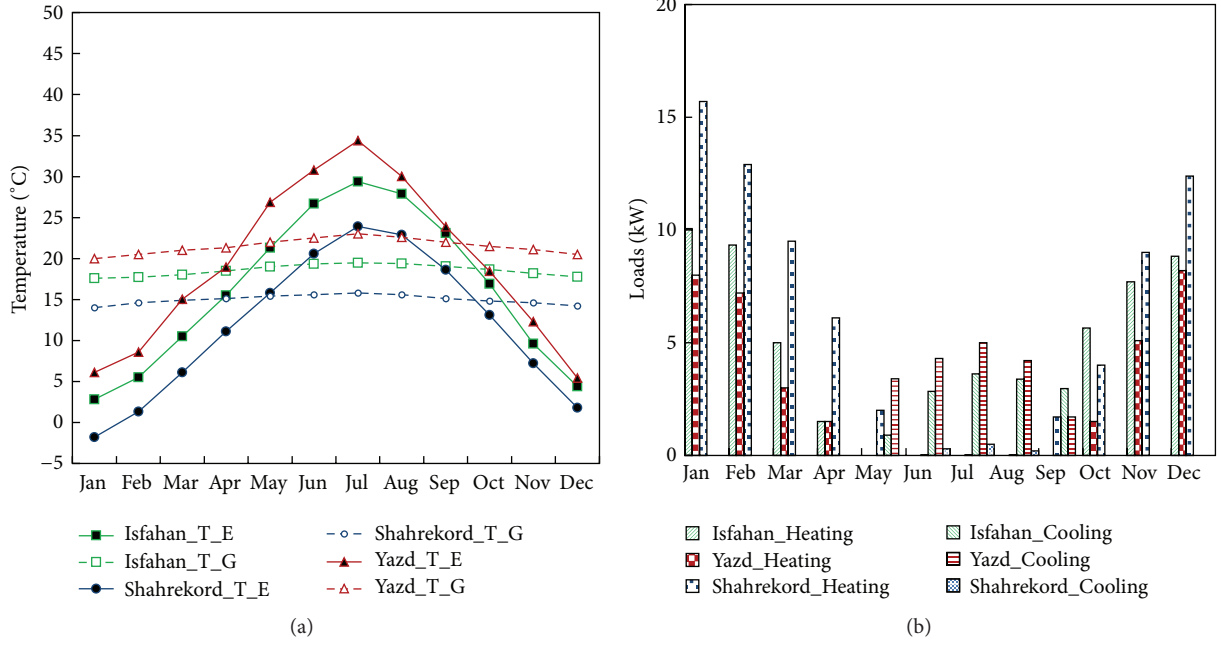 50
45
40
35
30
25
20
15
10
5
0
−5
Temperature (°C)
Jan Feb Mar Apr May Jun Jul Aug Sep Oct Nov Dec
Isfahan_T_E
Isfahan_T_G
Shahrekord_T_E
Shahrekord_T_G
Yazd_T_E
Yazd_T_G
(a)
20
15
10
5
0
Loads (kW)
Jan Feb Mar Apr May Jun Jul Aug Sep Oct Nov Dec
Isfahan_Heating
Yazd_Heating
Shahrekord_Heating
Isfahan_Cooling
Yazd_Cooling
Shahrekord_Cooling
(b)